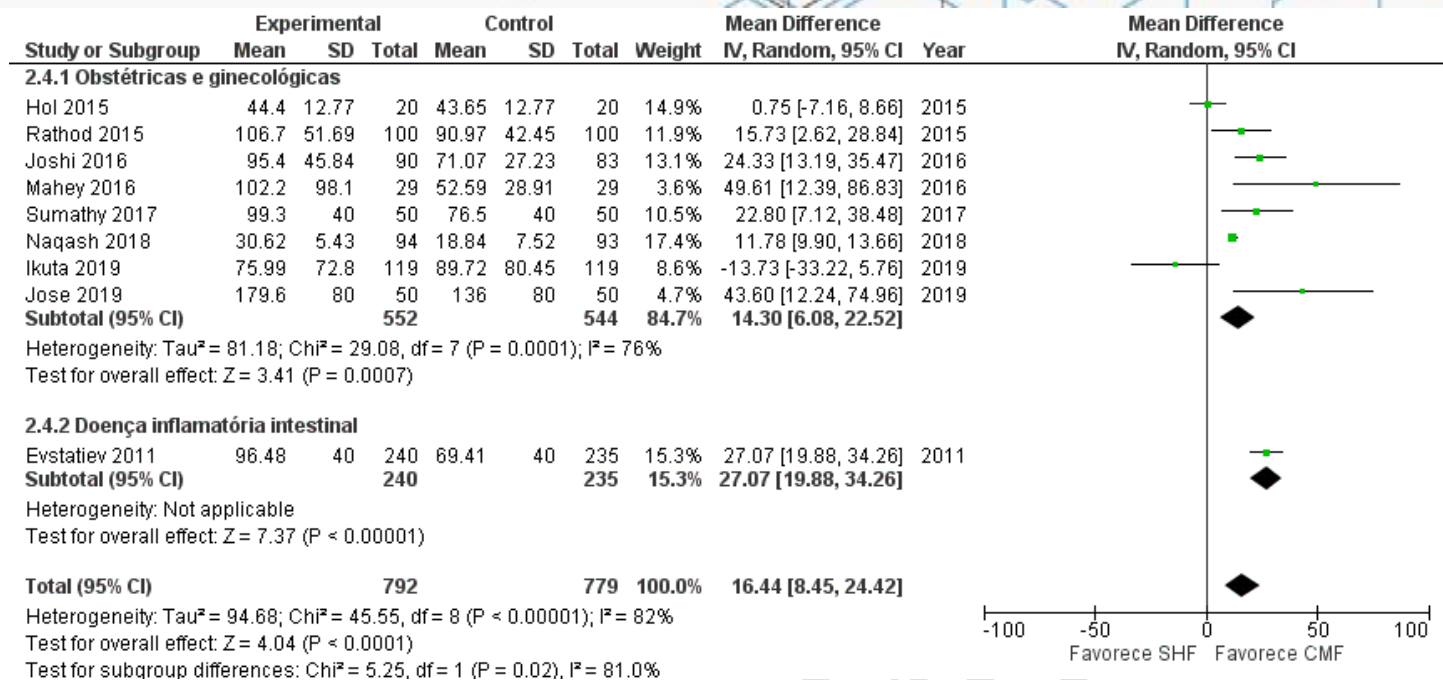 Experimental Control Mean Difference Mean Difference
Study or Subgroup Mean SD Total Mean SD Total Weight IV, Random, 95% CI Year IV, Random, 95% CI
2.4.1 Obstétricas e ginecológicas
Hol 2015 44.4 12.77 20 43.65 12.77 20 14.9% 0.75 [-7.16, 8.66] 2015
Rathod 2015 106.7 51.69 100 90.97 42.45 100 11.9% 15.73 [2.62, 28.84] 2015
Joshi 2016 95.4 45.84 90 71.07 27.23 83 13.1% 24.33 [13.19, 35.47] 2016
Mahey 2016 102.2 98.1 29 52.59 28.91 29 3.6% 49.61 [12.39, 86.83] 2016
Sumathy 2017 99.3 40 50 76.5 40 50 10.5% 22.80 [7.12, 38.48] 2017
Naqash 2018 30.62 5.43 94 18.84 7.52 93 17.4% 11.78 [9.90, 13.66] 2018
Ikuta 2019 75.99 72.8 119 89.72 80.45 119 8.6% -13.73 [-33.22, 5.76] 2019
Jose 2019 179.6 80 50 136 80 50 4.7% 43.60 [12.24, 74.96] 2019
Subtotal (95% CI) 552 544 84.7% 14.30 [6.08, 22.52]
Heterogeneity: Tau² = 81.18; Chi² = 29.08, df = 7 (P = 0.0001); I² = 76%
Test for overall effect: Z = 3.41 (P = 0.0007)
2.4.2 Doença inflamatória intestinal
Evstatiev 2011 96.48 40 240 69.41 40 235 15.3% 27.07 [19.88, 34.26] 2011
Subtotal (95% CI) 240 235 15.3% 27.07 [19.88, 34.26]
Heterogeneity: Not applicable
Test for overall effect: Z = 7.37 (P < 0.00001)
Total (95% CI) 792 779 100.0% 16.44 [8.45, 24.42]
Heterogeneity: Tau² = 94.68; Chi² = 45.55, df = 8 (P < 0.00001); I² = 82%
Test for overall effect: Z = 4.04 (P < 0.0001)
Test for subgroup differences: Chi² = 5.25, df = 1 (P = 0.02), I² = 81.0%
-100 -50 0 50 100
Favorece SHF Favorece CMF